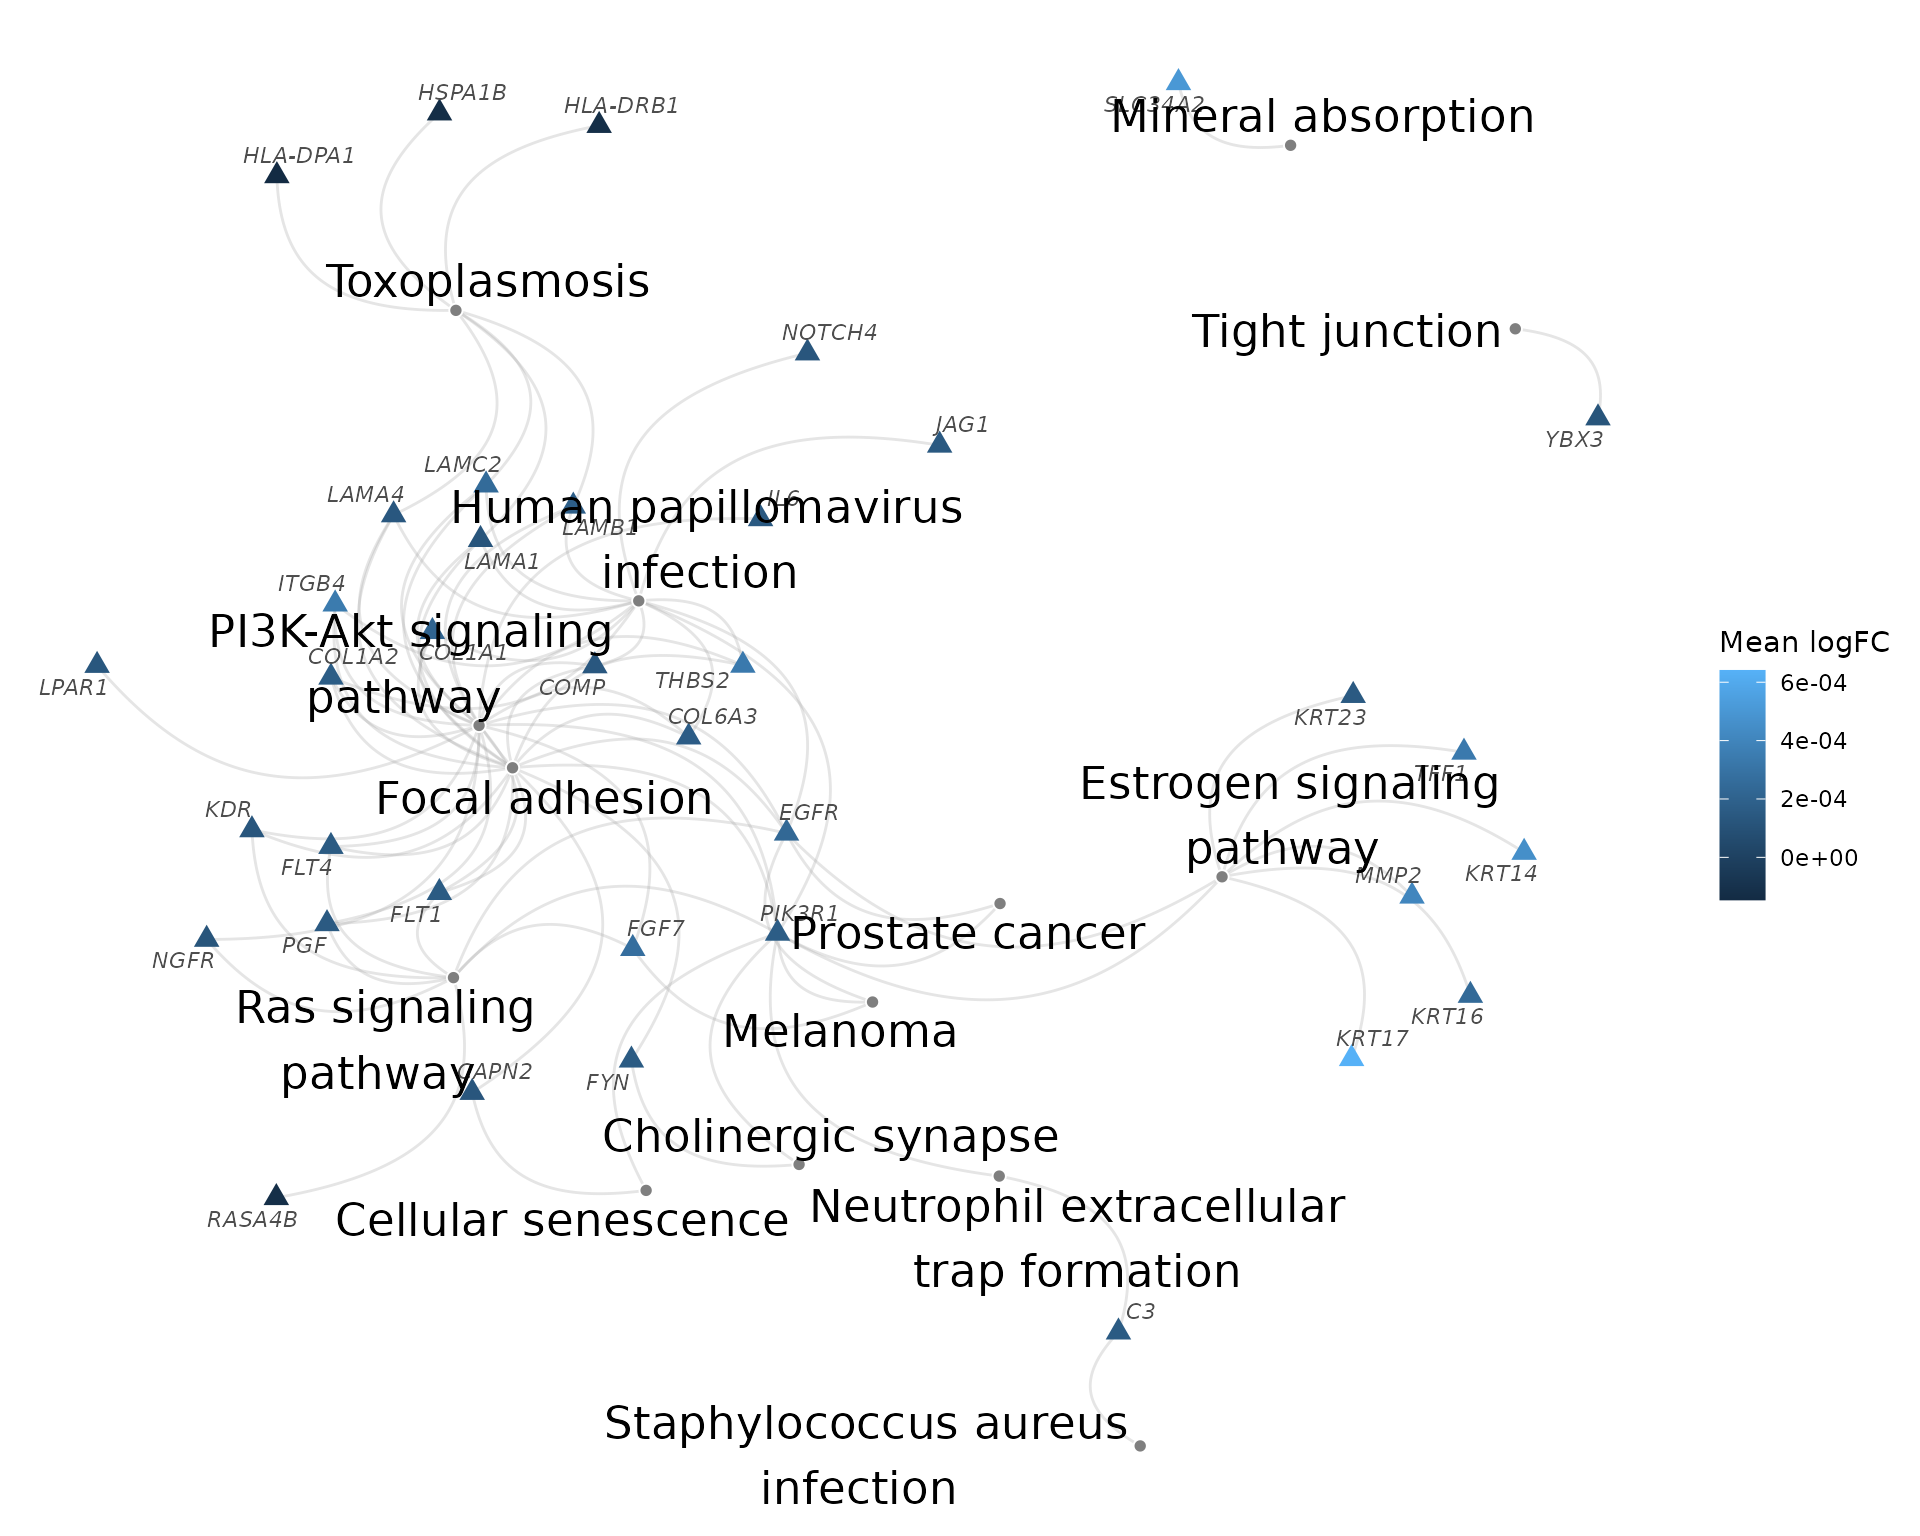 HSPA1B
HLA-DRB1
HLA-DPA1
SLC34A2
Mineral absorption
Toxoplasmosis
NOTCH4
Tight junction
JAG1
YBX3
LAMC2
LAMA4
IL6
Human papillomavirus
infection
LAMB1
LAMA1
ITGB4
PI3K-Akt signaling
pathway
COL1A2
COL1A1
LPAR1
COMP
THBS2
COL6A3
Mean logFC
6e-04
4e-04
2e-04
0e+00
KRT23
TFF1
Estrogen signaling
pathway
Focal adhesion
KDR
EGFR
FLT4
MMP2
KRT14
FLT1
PIK3R1
Prostate cancer
FGF7
PGF
NGFR
Ras signaling
pathway
Melanoma
KRT16
KRT17
CAPN2
FYN
Cholinergic synapse
RASA4B
Cellular senescence
Neutrophil extracellular
trap formation
C3
Staphylococcus aureus
infection